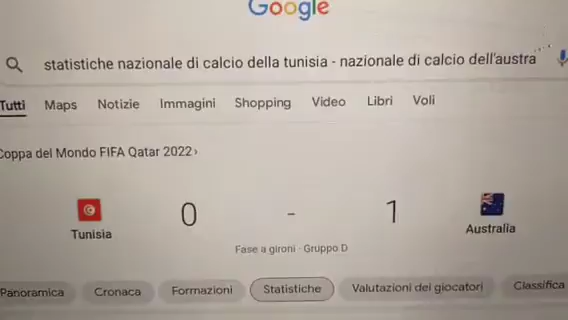 Google
statistiche nazionale di calcio della tunisia - nazionale di calcio dell'austra
Tutti Maps Notizie Immagini Shopping Video Libri Voli
Coppa del Mondo FIFA Qatar 2022 ›
0 - 1
Tunisia Australia
Fase a gironi · Gruppo D
Panoramica Cronaca Formazioni Statistiche Valutazioni dei giocatori Classifica